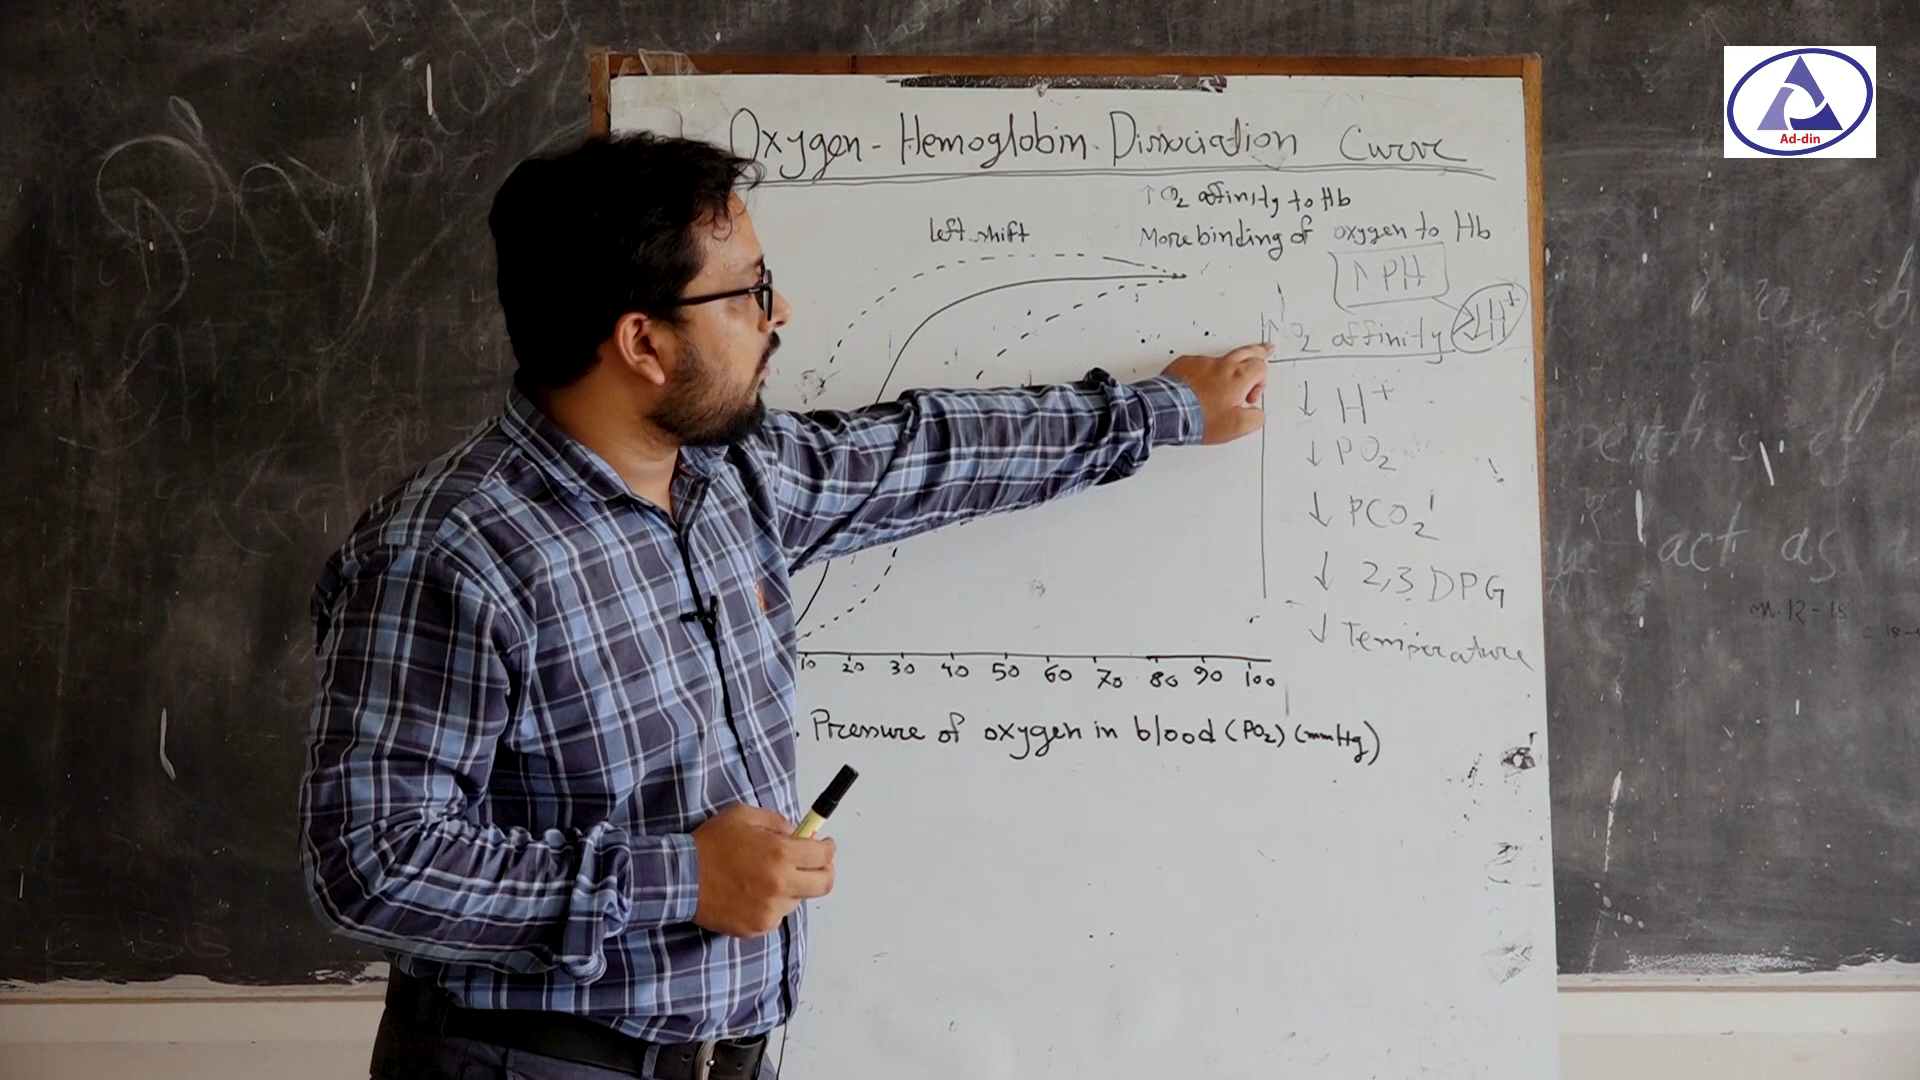 Oxygen-Hemoglobin-Dissociation Curve
↑ O2 affinity to Hb
left shift
More binding of oxygen to Hb
↑ PH
↑ O2 affinity
↓H+
↓ H+
↓ PO2
↓ PCO2
↓ 2,3 DPG
↓ Temperature
10 20 30 40 50 60 70 80 90 100
Pressure of oxygen in blood (PO2) (mmHg)
Ad-din
act as